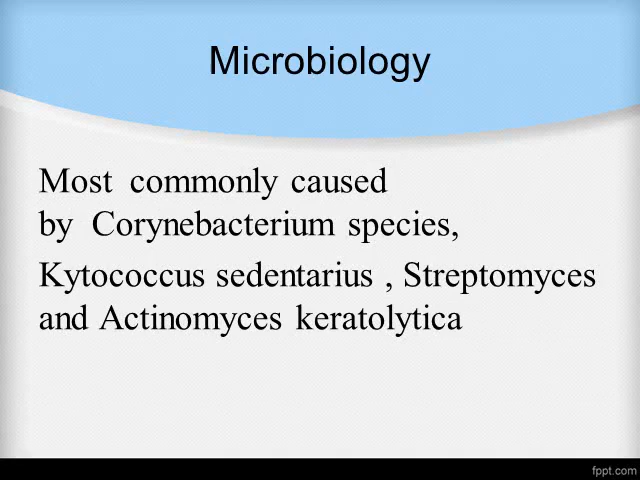 Microbiology
Most commonly caused
by Corynebacterium species,
Kytococcus sedentarius , Streptomyces
and Actinomyces keratolytica
fppt.com